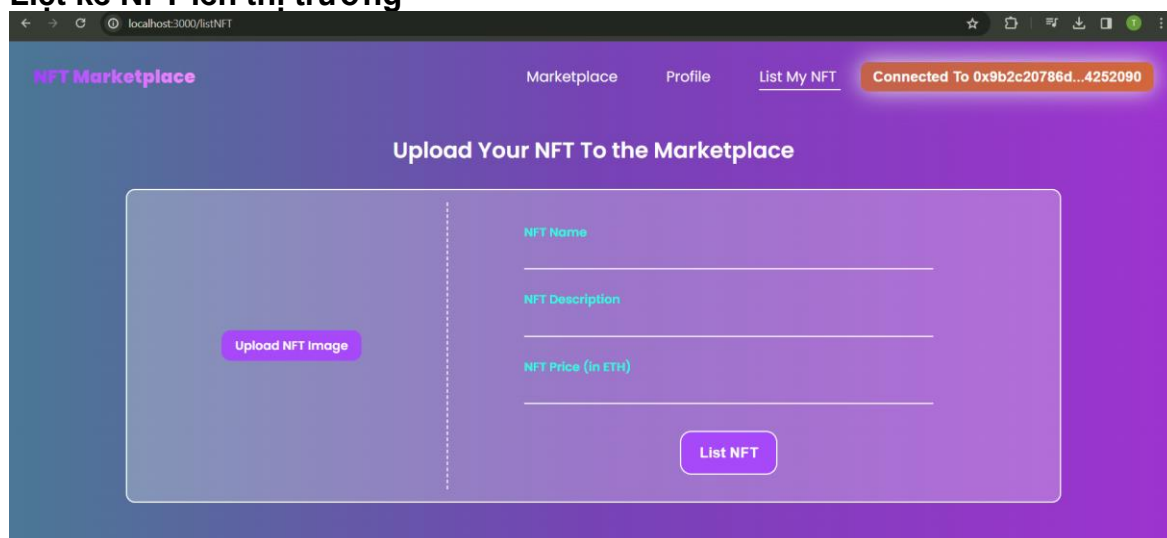 Liệt kê NFT lên thị trường
localhost:3000/listNFT
T
NFT Marketplace
Marketplace
Profile
List My NFT
Connected To 0x9b2c20786d...4252090
Upload Your NFT To the Marketplace
NFT Name
NFT Description
Upload NFT Image
NFT Price (in ETH)
List NFT